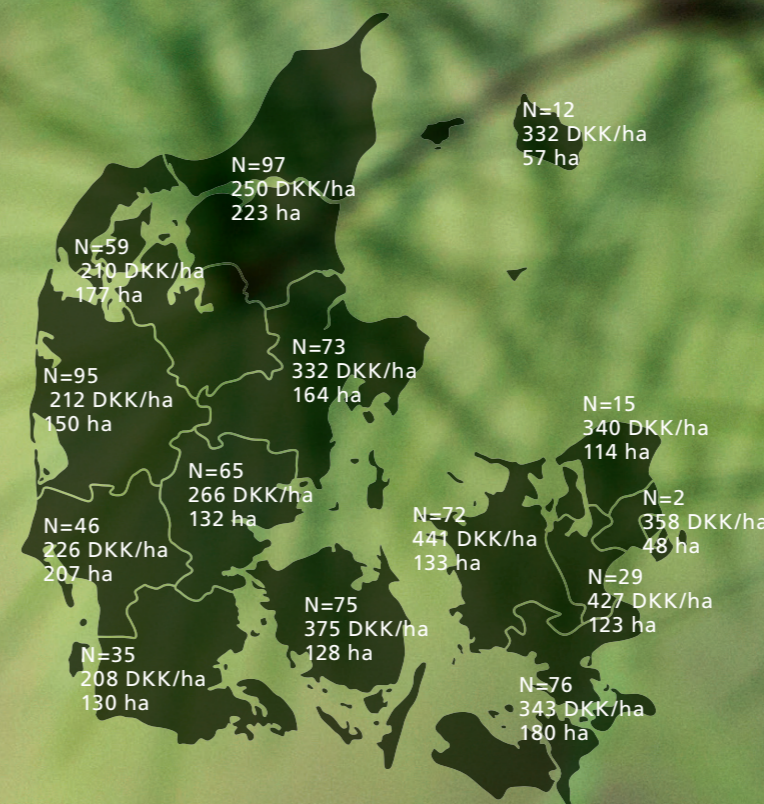 N=12
332 DKK/ha
57 ha
N=97
250 DKK/ha
223 ha
N=59
210 DKK/ha
177 ha
N=73
332 DKK/ha
164 ha
N=95
212 DKK/ha
150 ha
N=15
340 DKK/ha
114 ha
N=65
266 DKK/ha
132 ha
N=2
358 DKK/ha
48 ha
N=72
441 DKK/ha
133 ha
N=46
226 DKK/ha
207 ha
N=29
427 DKK/ha
123 ha
N=75
375 DKK/ha
128 ha
N=35
208 DKK/ha
130 ha
N=76
343 DKK/ha
180 ha